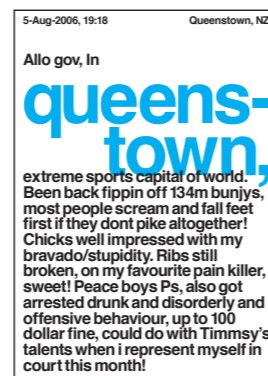 5-Aug-2006, 19:18 Queenstown, NZ
Allo gov, In
queens-
town,
extreme sports capital of world.
Been back fippin off 134m bunjys,
most people scream and fall feet
first if they dont pike altogether!
Chicks well impressed with my
bravado/stupidity. Ribs still
broken, on my favourite pain killer,
sweet! Peace boys Ps, also got
arrested drunk and disorderly and
offensive behaviour, up to 100
dollar fine, could do with Timmsy's
talents when i represent myself in
court this month!